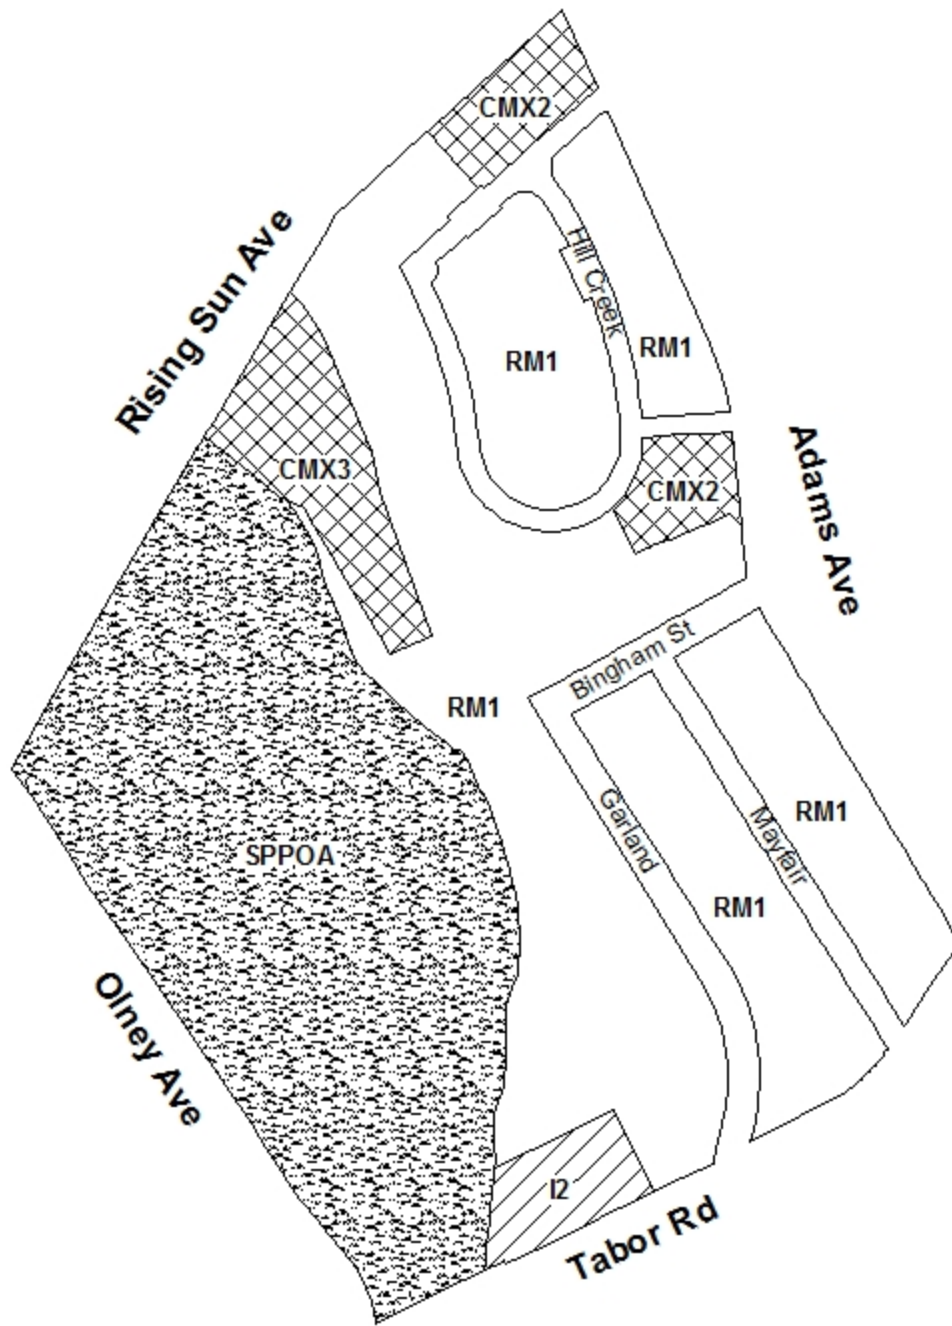 CMX2
Rising Sun Ave
Hill Creek
RM1
RM1
CMX3
CMX2
Adams Ave
Bingham St
RM1
Garland
Mayfair
RM1
SPPOA
RM1
Olney Ave
I2
Tabor Rd